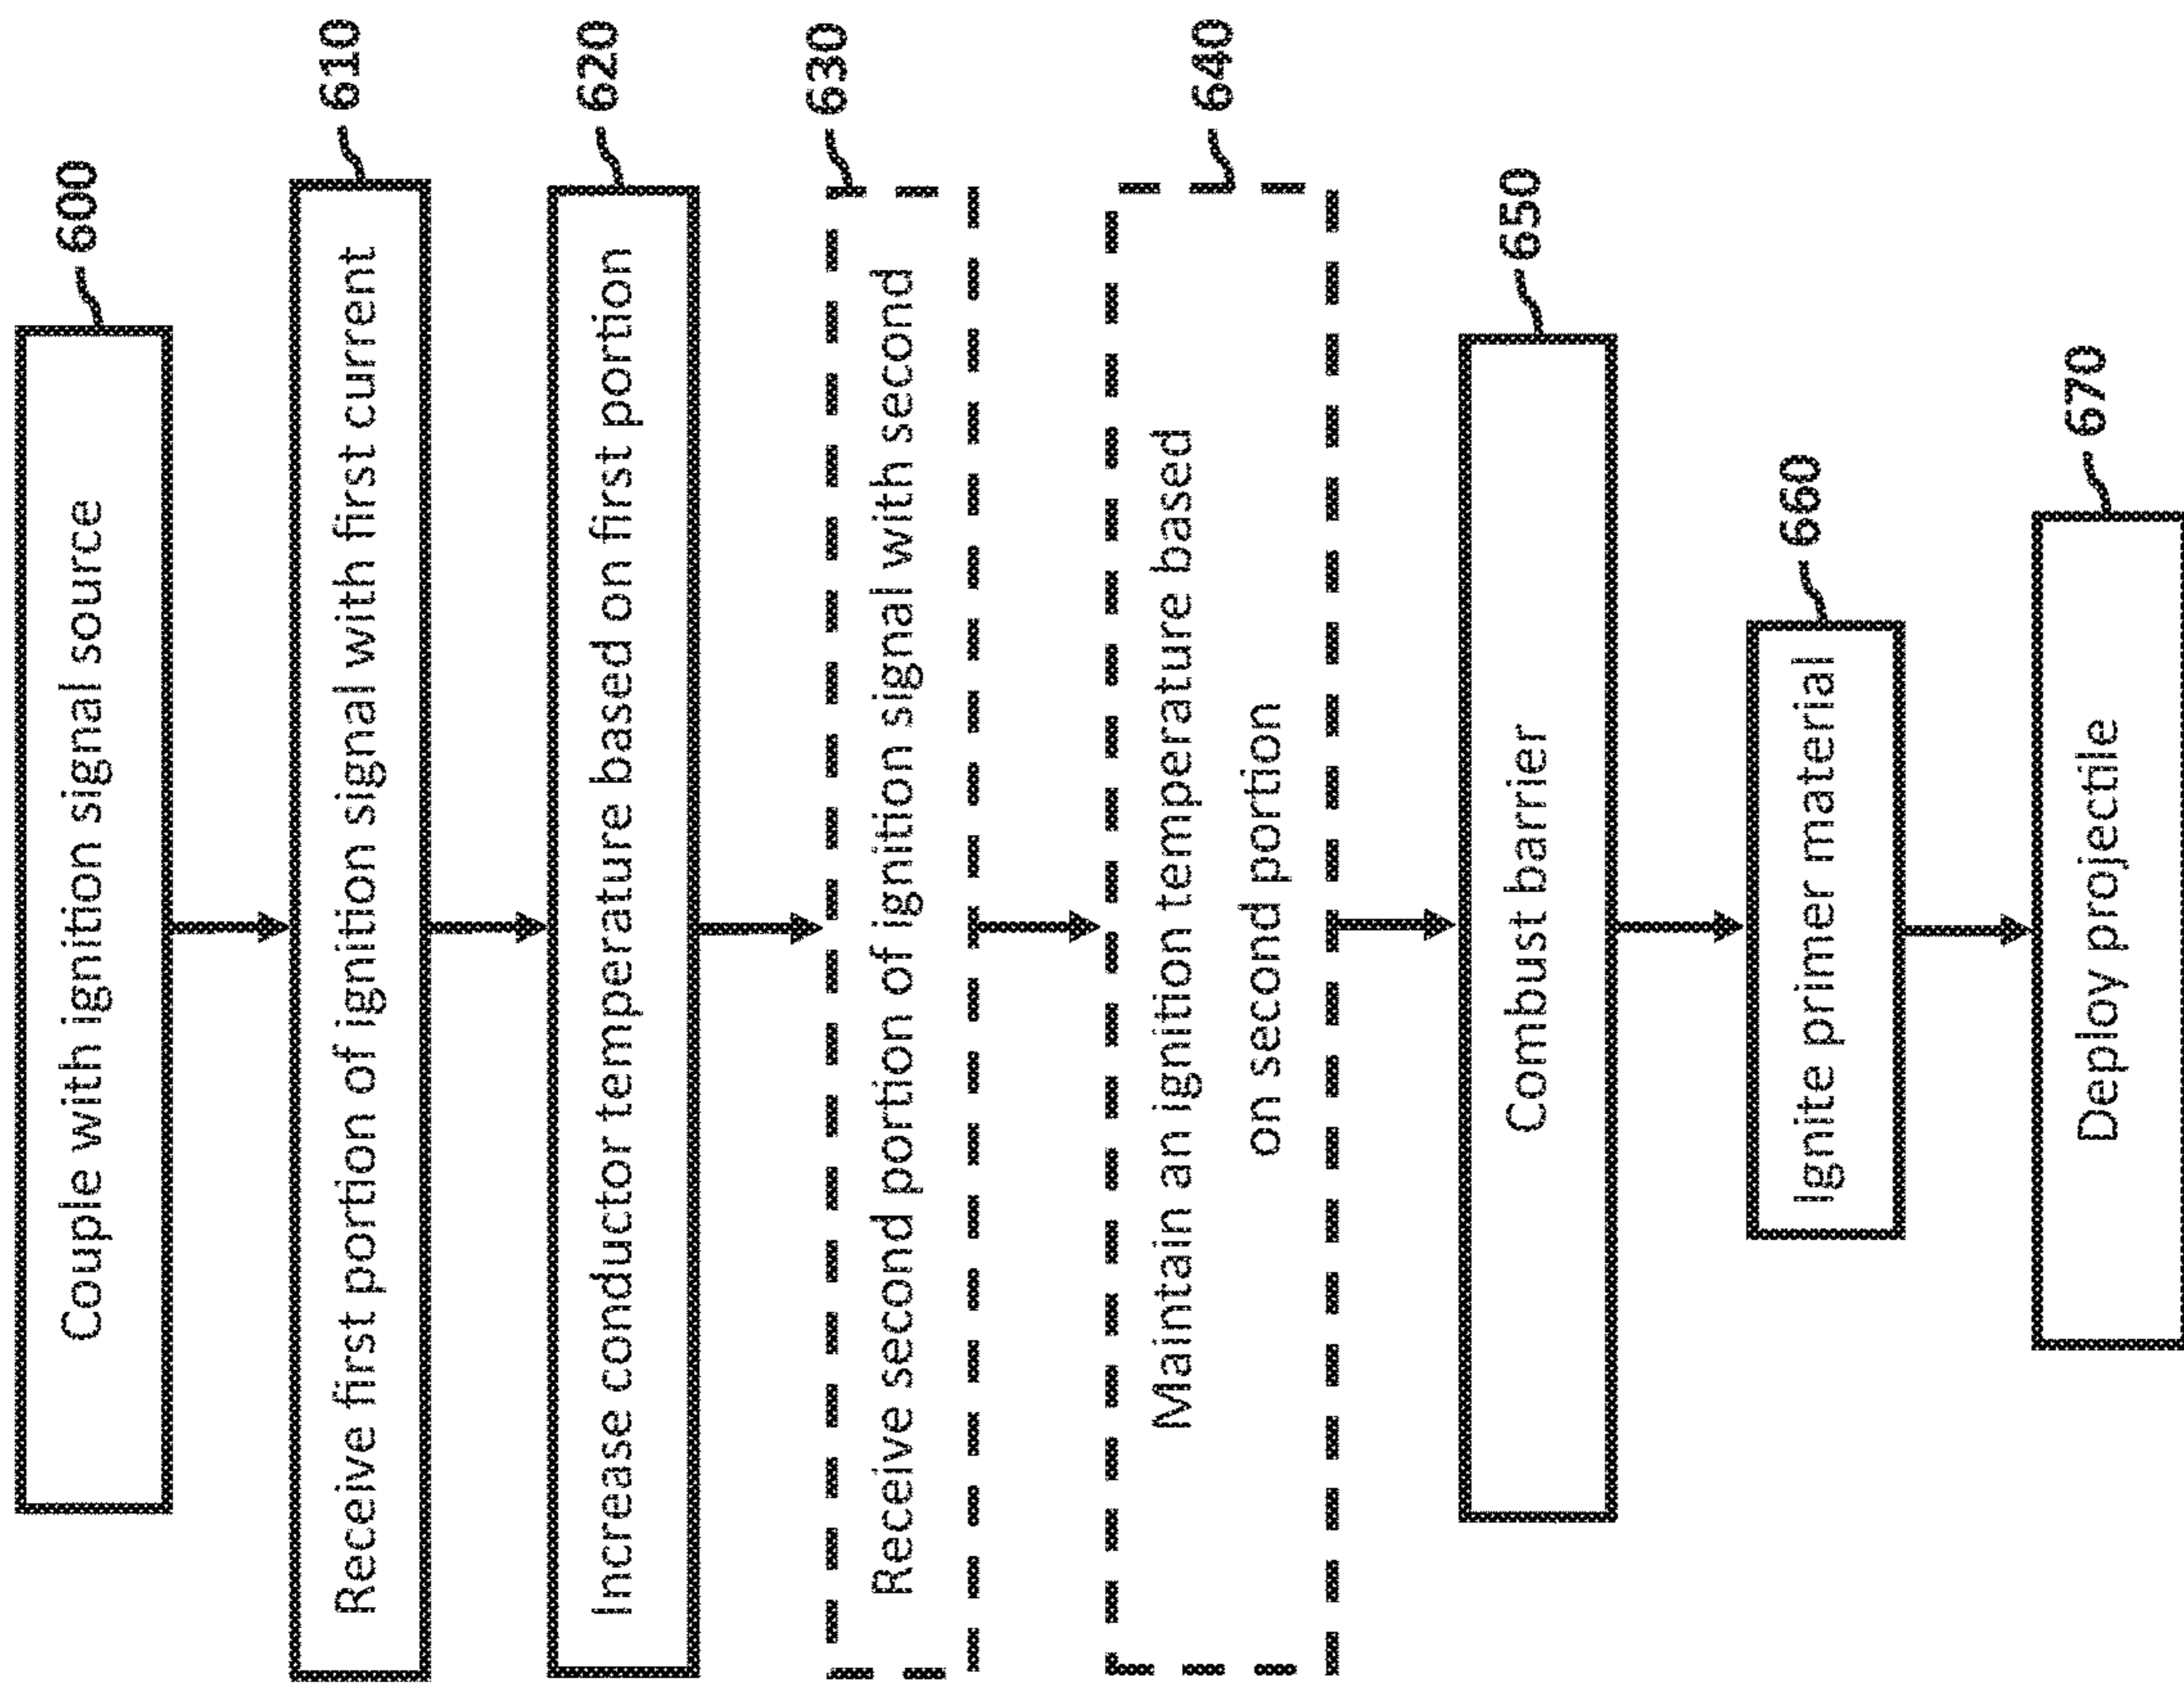 Couple with ignition signal source
600
Receive first portion of ignition signal with first current
610
Increase conductor temperature based on first portion
620
Receive second portion of ignition signal with second
630
Maintain an ignition temperature based
on second portion
640
Combust barrier
650
Ignite primer material
660
Deploy projectile
670